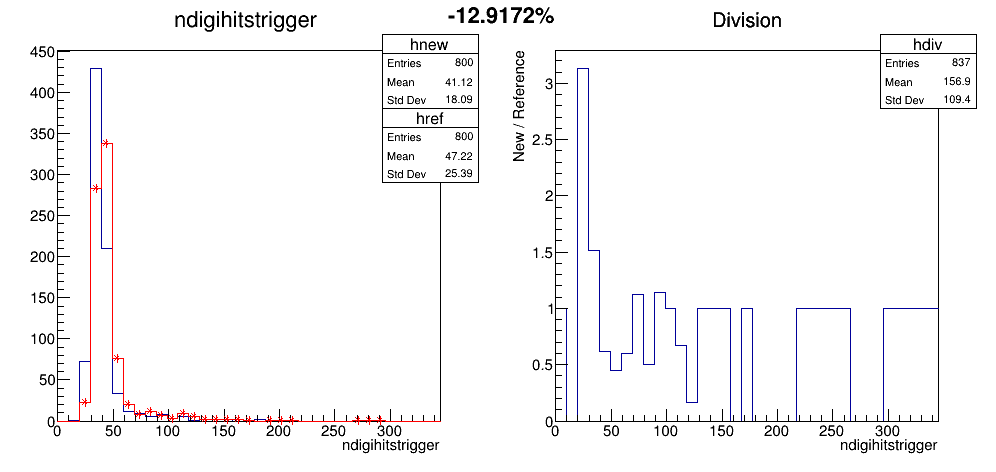 -12.9172%
ndigihitstrigger
hnew
Entries 800
Mean 41.12
Std Dev 18.09
href
Entries 800
Mean 47.22
Std Dev 25.39
450
400
350
300
250
200
150
100
50
0
0 50 100 150 200 250 300
ndigihitstrigger
Division
hdiv
Entries 837
Mean 156.9
Std Dev 109.4
New / Reference
3
2.5
2
1.5
1
0.5
0
0 50 100 150 200 250 300
ndigihitstrigger